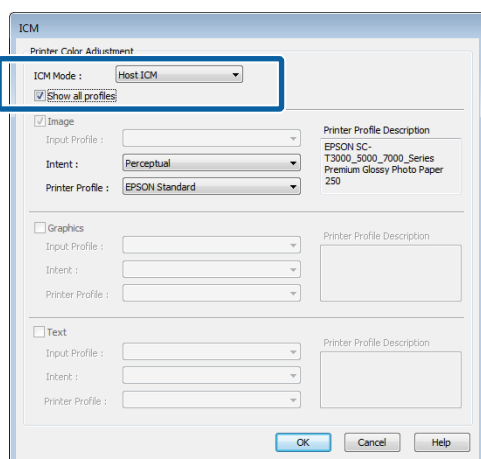 ICM
Printer Color Adjustment
ICM Mode : Host ICM
Show all profiles
Image
Input Profile :
Printer Profile Description
Intent : Perceptual
EPSON SC-
T3000_5000_7000_Series
Premium Glossy Photo Paper
250
Printer Profile : EPSON Standard
Graphics
Input Profile :
Printer Profile Description
Intent :
Printer Profile :
Text
Input Profile :
Printer Profile Description
Intent :
Printer Profile :
OK Cancel Help